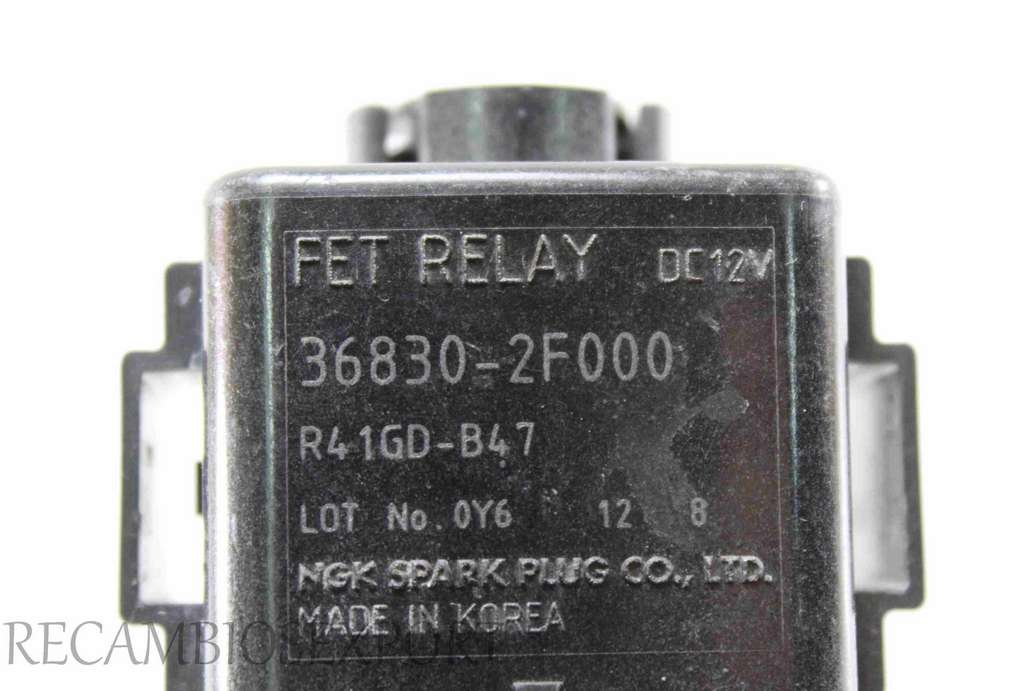 FET RELAY DC12V
36830-2F000
R41GD-B47
LOT No. 0Y6 12 8
NGK SPARK PLUG CO., LTD.
MADE IN KOREA
RECAMBIOSEXPORT